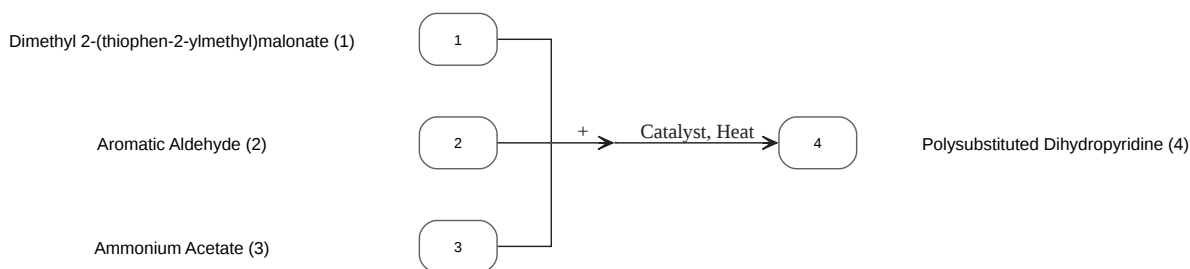 Dimethyl 2-(thiophen-2-ylmethyl)malonate (1)
1
Aromatic Aldehyde (2)
2
+
Catalyst, Heat
4
Polysubstituted Dihydropyridine (4)
Ammonium Acetate (3)
3